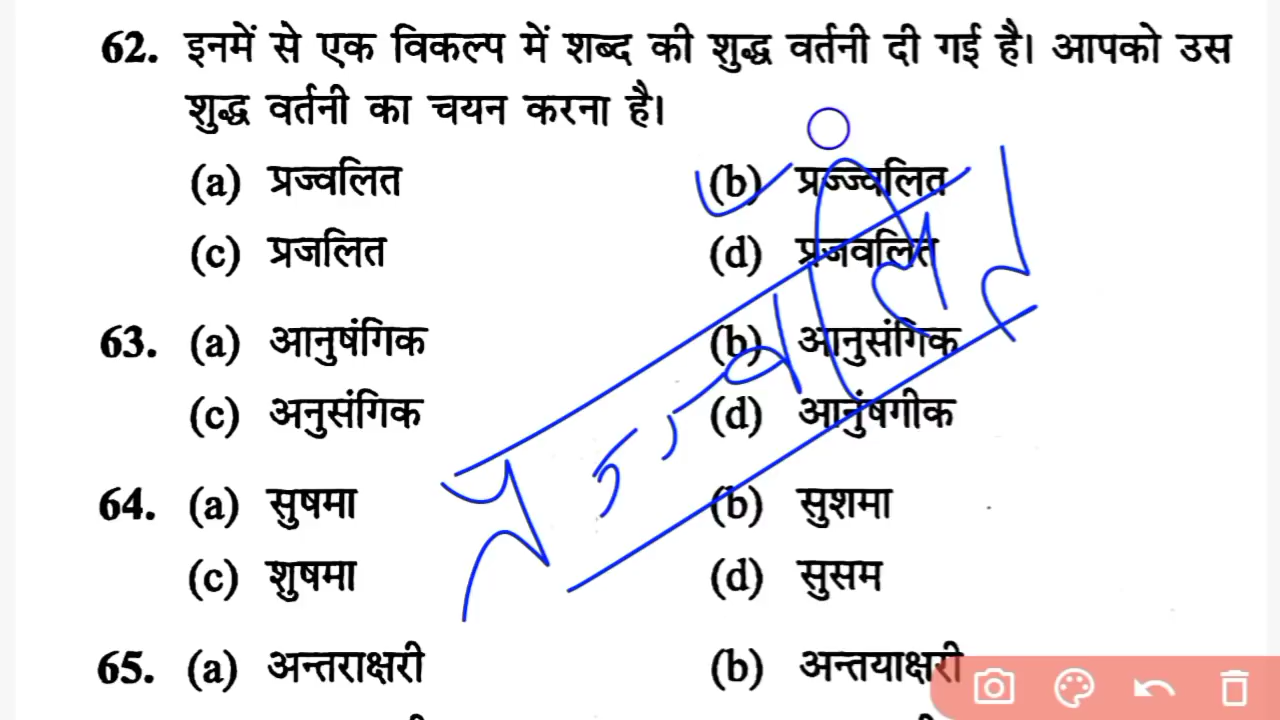 62. इनमें से एक विकल्प में शब्द की शुद्ध वर्तनी दी गई है। आपको उस
शुद्ध वर्तनी का चयन करना है।
(a) प्रज्वलित (b) प्रज्ज्वलित
(c) प्रजलित (d) प्रजवलित
63. (a) आनुषंगिक (b) आनुसंगिक
(c) अनुसंगिक (d) आनुंषगीक
64. (a) सुषमा (b) सुशमा
(c) शुषमा (d) सुसम
65. (a) अन्तराक्षरी (b) अन्तयाक्षरी